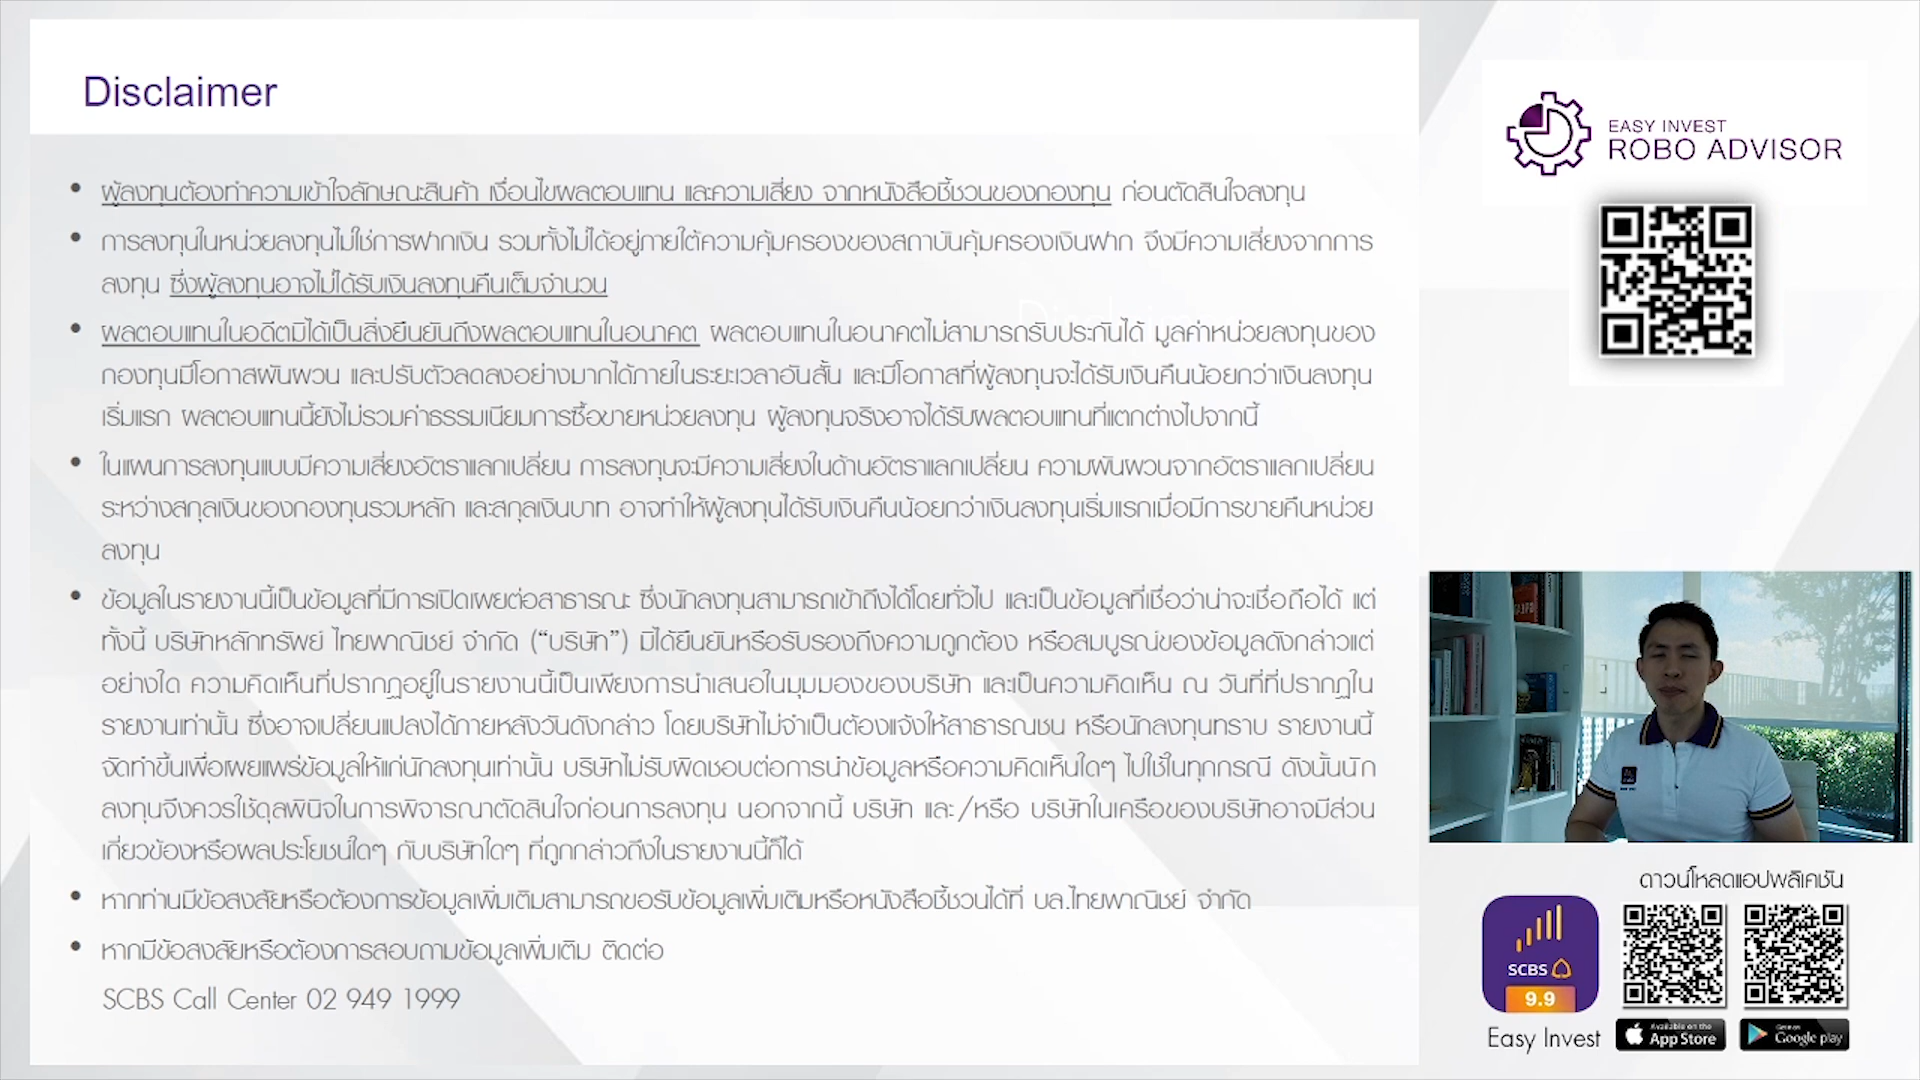 Disclaimer
• ผู้ลงทุนต้องทำความเข้าใจลักษณะสินค้า เงื่อนไขผลตอบแทน และความเสี่ยง จากหนังสือชี้ชวนของกองทุน ก่อนตัดสินใจลงทุน
• การลงทุนในหน่วยลงทุนไม่ใช่การฝากเงิน รวมทั้งไม่ได้อยู่ภายใต้ความคุ้มครองของสถาบันคุ้มครองเงินฝาก จึงมีความเสี่ยงจากการ
ลงทุน ซึ่งผู้ลงทุนอาจไม่ได้รับเงินลงทุนคืนเต็มจำนวน
• ผลตอบแทนในอดีตมิได้เป็นสิ่งยืนยันถึงผลตอบแทนในอนาคต ผลตอบแทนในอนาคตไม่สามารถรับประกันได้ มูลค่าหน่วยลงทุนของ
กองทุนมีโอกาสผันผวน และปรับตัวลดลงอย่างมากได้ภายในระยะเวลาอันสั้น และมีโอกาสที่ผู้ลงทุนจะได้รับเงินคืนน้อยกว่าเงินลงทุน
เริ่มแรก ผลตอบแทนนี้ยังไม่รวมค่าธรรมเนียมการซื้อขายหน่วยลงทุน ผู้ลงทุนจริงอาจได้รับผลตอบแทนที่แตกต่างไปจากนี้
• ในแผนการลงทุนแบบมีความเสี่ยงอัตราแลกเปลี่ยน การลงทุนจะมีความเสี่ยงในด้านอัตราแลกเปลี่ยน ความผันผวนจากอัตราแลกเปลี่ยน
ระหว่างสกุลเงินของกองทุนรวมหลัก และสกุลเงินบาท อาจทำให้ผู้ลงทุนได้รับเงินคืนน้อยกว่าเงินลงทุนเริ่มแรกเมื่อมีการขายคืนหน่วย
ลงทุน
• ข้อมูลในรายงานนี้เป็นข้อมูลที่มีการเปิดเผยต่อสาธารณะ ซึ่งนักลงทุนสามารถเข้าถึงได้โดยทั่วไป และเป็นข้อมูลที่เชื่อว่าน่าจะเชื่อถือได้ แต่
ทั้งนี้ บริษัทหลักทรัพย์ ไทยพาณิชย์ จำกัด (“บริษัท”) มิได้ยืนยันหรือรับรองถึงความถูกต้อง หรือสมบูรณ์ของข้อมูลดังกล่าวแต่
อย่างใด ความคิดเห็นที่ปรากฏอยู่ในรายงานนี้เป็นเพียงการนำเสนอในมุมมองของบริษัท และเป็นความคิดเห็น ณ วันที่ที่ปรากฏใน
รายงานเท่านั้น ซึ่งอาจเปลี่ยนแปลงได้ภายหลังวันดังกล่าว โดยบริษัทไม่จำเป็นต้องแจ้งให้สาธารณชน หรือนักลงทุนทราบ รายงานนี้
จัดทำขึ้นเพื่อเผยแพร่ข้อมูลให้แก่นักลงทุนเท่านั้น บริษัทไม่รับผิดชอบต่อการนำข้อมูลหรือความคิดเห็นใดๆ ไปใช้ในทุกกรณี ดังนั้นนัก
ลงทุนจึงควรใช้ดุลพินิจในการพิจารณาตัดสินใจก่อนการลงทุน นอกจากนี้ บริษัท และ/หรือ บริษัทในเครือของบริษัทอาจมีส่วน
เกี่ยวข้องหรือผลประโยชน์ใดๆ กับบริษัทใดๆ ที่ถูกกล่าวถึงในรายงานนี้ก็ได้
• หากท่านมีข้อสงสัยหรือต้องการข้อมูลเพิ่มเติมสามารถขอรับข้อมูลเพิ่มเติมหรือหนังสือชี้ชวนได้ที่ บล.ไทยพาณิชย์ จำกัด
• หากมีข้อสงสัยหรือต้องการสอบถามข้อมูลเพิ่มเติม ติดต่อ
SCBS Call Center 02 949 1999
EASY INVEST
ROBO ADVISOR
ดาวน์โหลดแอปพลิเคชัน
SCBS
9.9
Easy Invest
Available on the
App Store
Google play